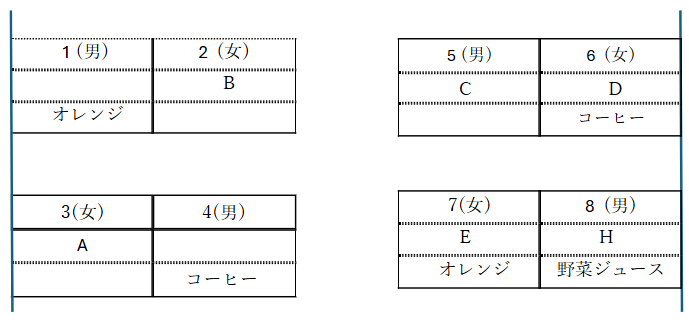 1 (男) 2 (女)
B
オレンジ
3(女) 4(男)
A
コーヒー
5 (男) 6 (女)
C D
コーヒー
7(女) 8 (男)
E H
オレンジ 野菜ジュース